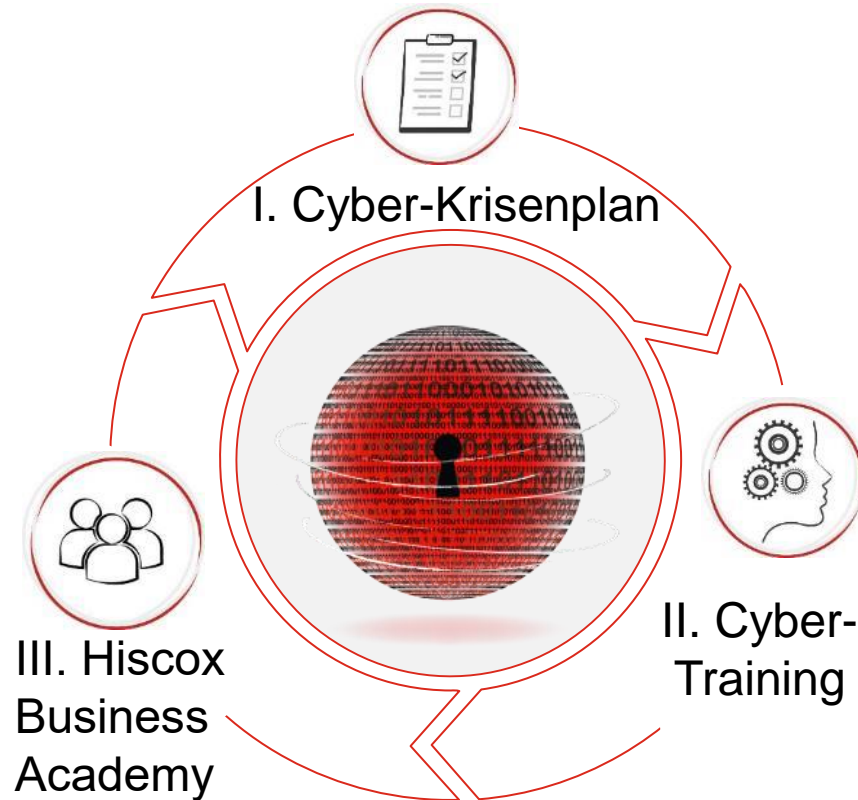 I. Cyber-Krisenplan
II. Cyber-
Training
III. Hiscox
Business
Academy